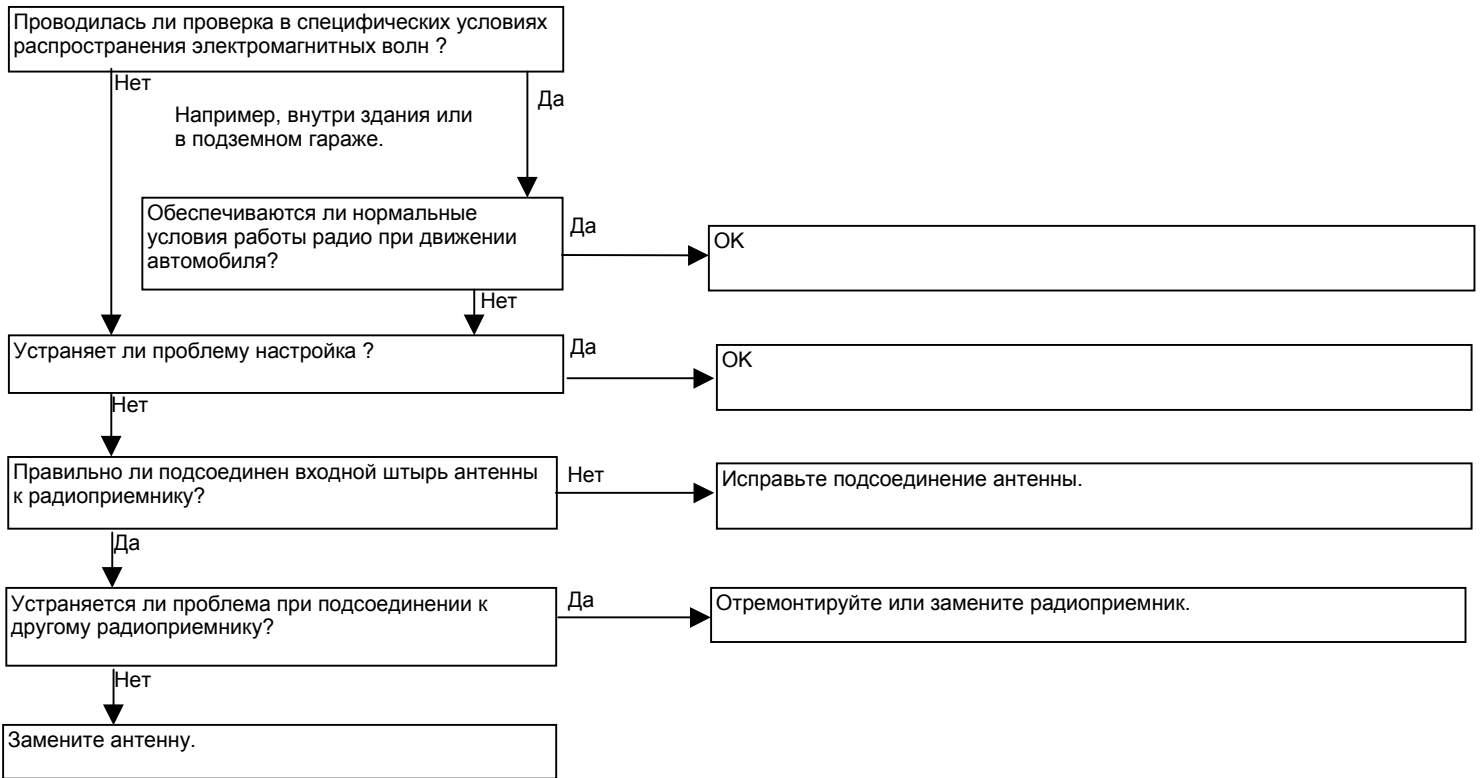 Проводилась ли проверка в специфических условиях
распространения электромагнитных волн ?
Нет
Да
Например, внутри здания или
в подземном гараже.
Обеспечиваются ли нормальные
условия работы радио при движении
автомобиля?
Да
OK
Нет
Устраняет ли проблему настройка ?
Да
OK
Нет
Правильно ли подсоединен входной штырь антенны
к радиоприемнику?
Нет
Исправьте подсоединение антенны.
Да
Устраняется ли проблема при подсоединении к
другому радиоприемнику?
Да
Отремонтируйте или замените радиоприемник.
Нет
Замените антенну.